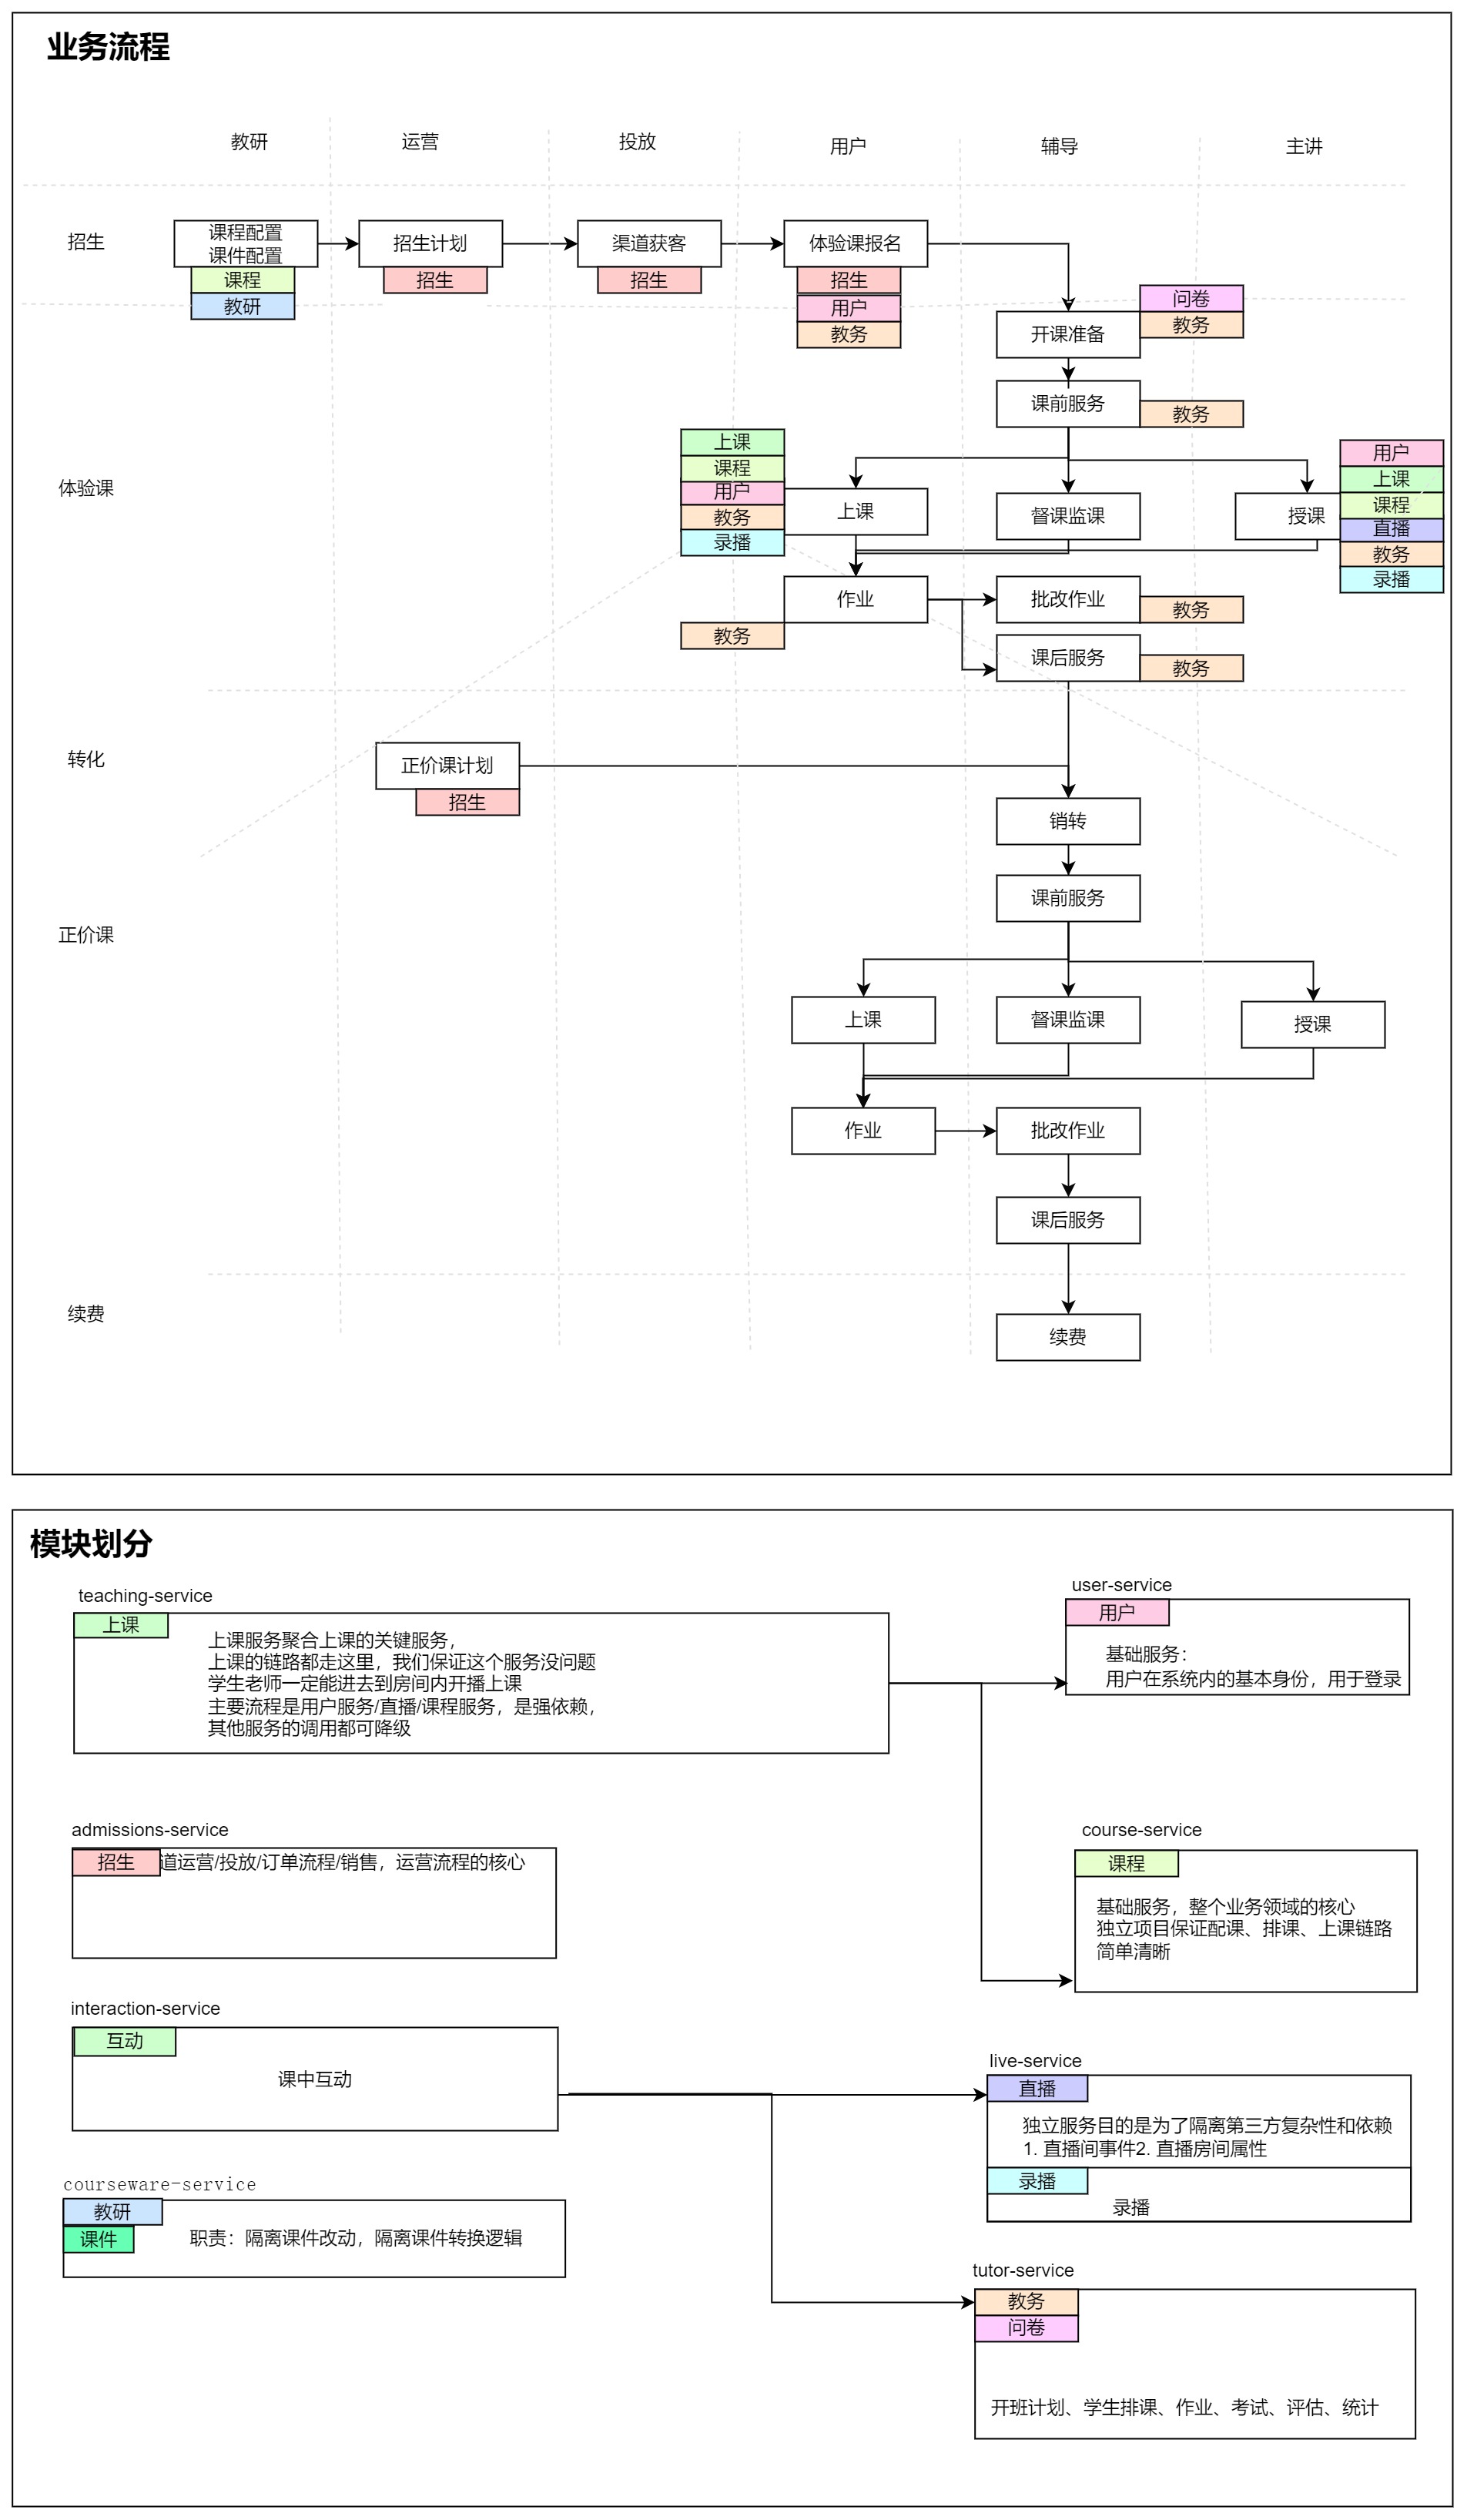 业务流程
教研
运营
投放
用户
辅导
主讲
招生
课程配置
课件配置
课程
教研
招生计划
招生
渠道获客
招生
体验课报名
招生
用户
教务
开课准备
问卷
教务
课前服务
教务
体验课
上课
课程
用户
教务
录播
上课
督课监课
授课
用户
上课
课程
直播
教务
录播
作业
教务
批改作业
教务
课后服务
教务
转化
正价课计划
招生
销转
课前服务
正价课
上课
督课监课
授课
作业
批改作业
课后服务
续费
续费
模块划分
teaching-service
上课
上课服务聚合上课的关键服务，
上课的链路都走这里，我们保证这个服务没问题
学生老师一定能进去到房间内开播上课
主要流程是用户服务/直播/课程服务，是强依赖，
其他服务的调用都可降级
user-service
用户
基础服务：
用户在系统内的基本身份，用于登录
admissions-service
招生
道运营/投放/订单流程/销售，运营流程的核心
course-service
课程
基础服务，整个业务领域的核心
独立项目保证配课、排课、上课链路
简单清晰
interaction-service
互动
课中互动
live-service
直播
独立服务目的是为了隔离第三方复杂性和依赖
1. 直播间事件2. 直播房间属性
录播
录播
courseware-service
教研
课件
职责：隔离课件改动，隔离课件转换逻辑
tutor-service
教务
问卷
开班计划、学生排课、作业、考试、评估、统计